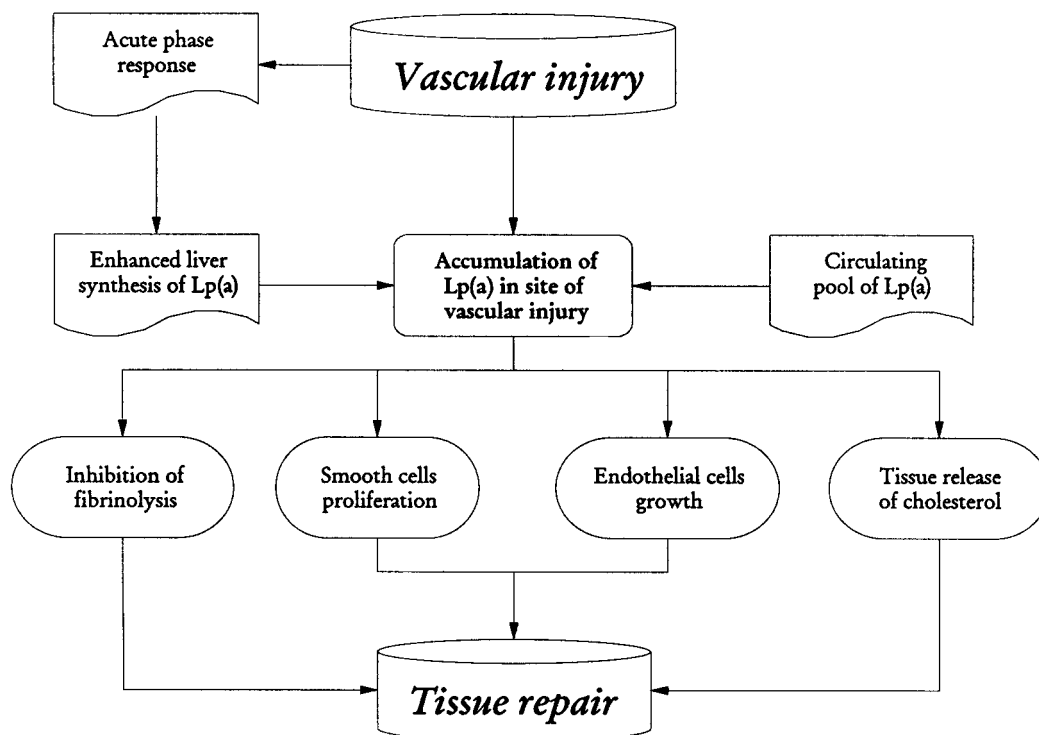 Acute phase
response
Vascular injury
Enhanced liver
synthesis of Lp(a)
Accumulation of
Lp(a) in site of
vascular injury
Circulating
pool of Lp(a)
Inhibition of
fibrinolysis
Smooth cells
proliferation
Endothelial cells
growth
Tissue release
of cholesterol
Tissue repair